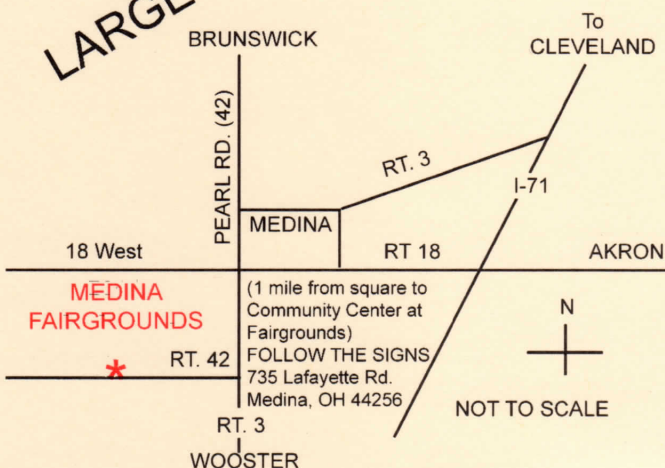 LARGE
BRUNSWICK
To
CLEVELAND
PEARL RD. (42)
RT. 3
I-71
MEDINA
18 West
RT 18
AKRON
MEDINA
FAIRGROUNDS
*
RT. 42
(1 mile from square to
Community Center at
Fairgrounds)
FOLLOW THE SIGNS
735 Lafayette Rd.
Medina, OH 44256
N
NOT TO SCALE
RT. 3
WOOSTER